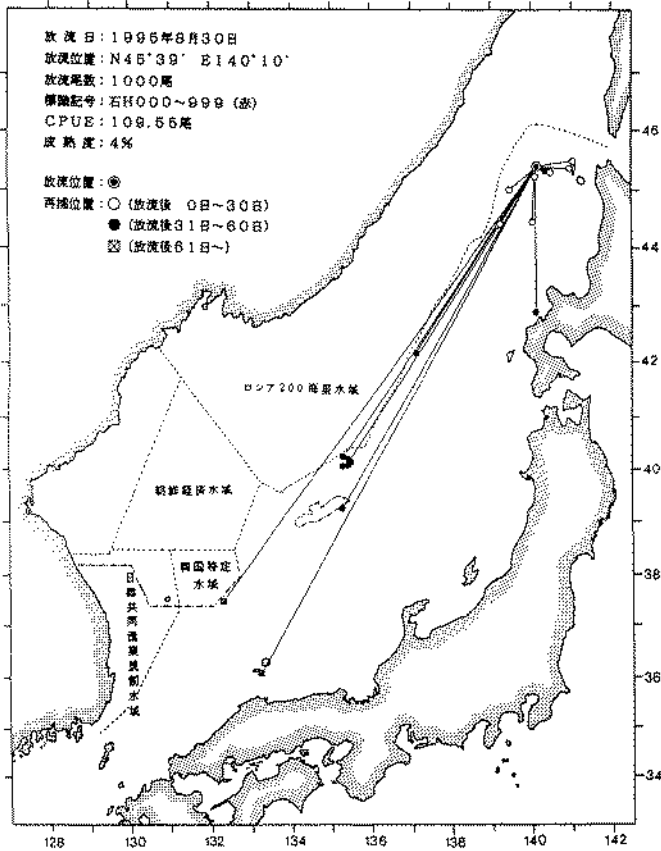 放流日:1995年8月30日
放流位置:N45°39′ E140°10′
放流尾数:1000尾
標識記号:若H000~999 (赤)
CPUE:109.56尾
成熟度:4%
放流位置:◉
再捕位置:○ (放流後 0日~30日)
● (放流後31日~60日)
☒ (放流後61日~)
ロシア200海里水域
朝鮮経済水域
韓国特定
水域
日韓共同漁業規制水域
46
44
42
40
38
36
34
128
130
132
134
136
138
140
142